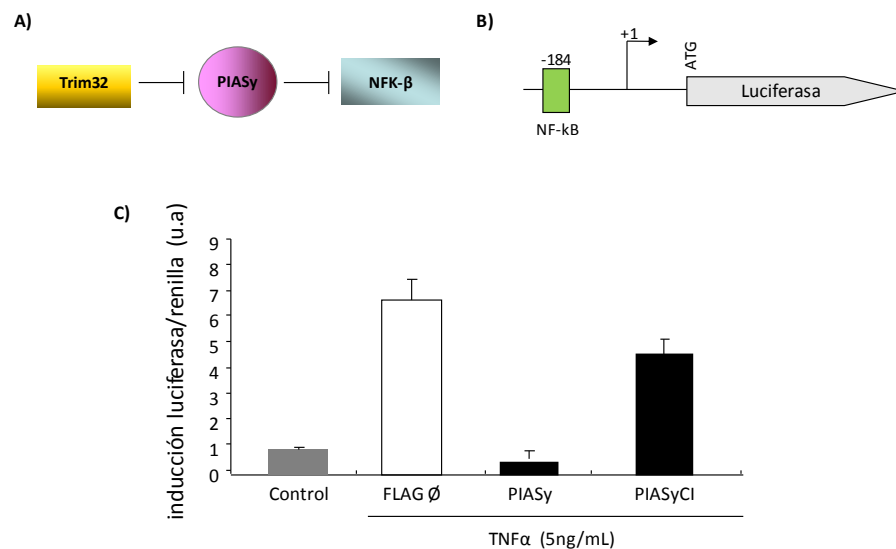 A)
Trim32
PIASy
NFK-β
B)
-184
+1
ATG
Luciferasa
NF-kB
C)
inducción luciferasa/renilla (u.a)
9
8
7
6
5
4
3
2
1
0
Control
FLAG Ø
PIASy
PIASyCI
TNFα (5ng/mL)